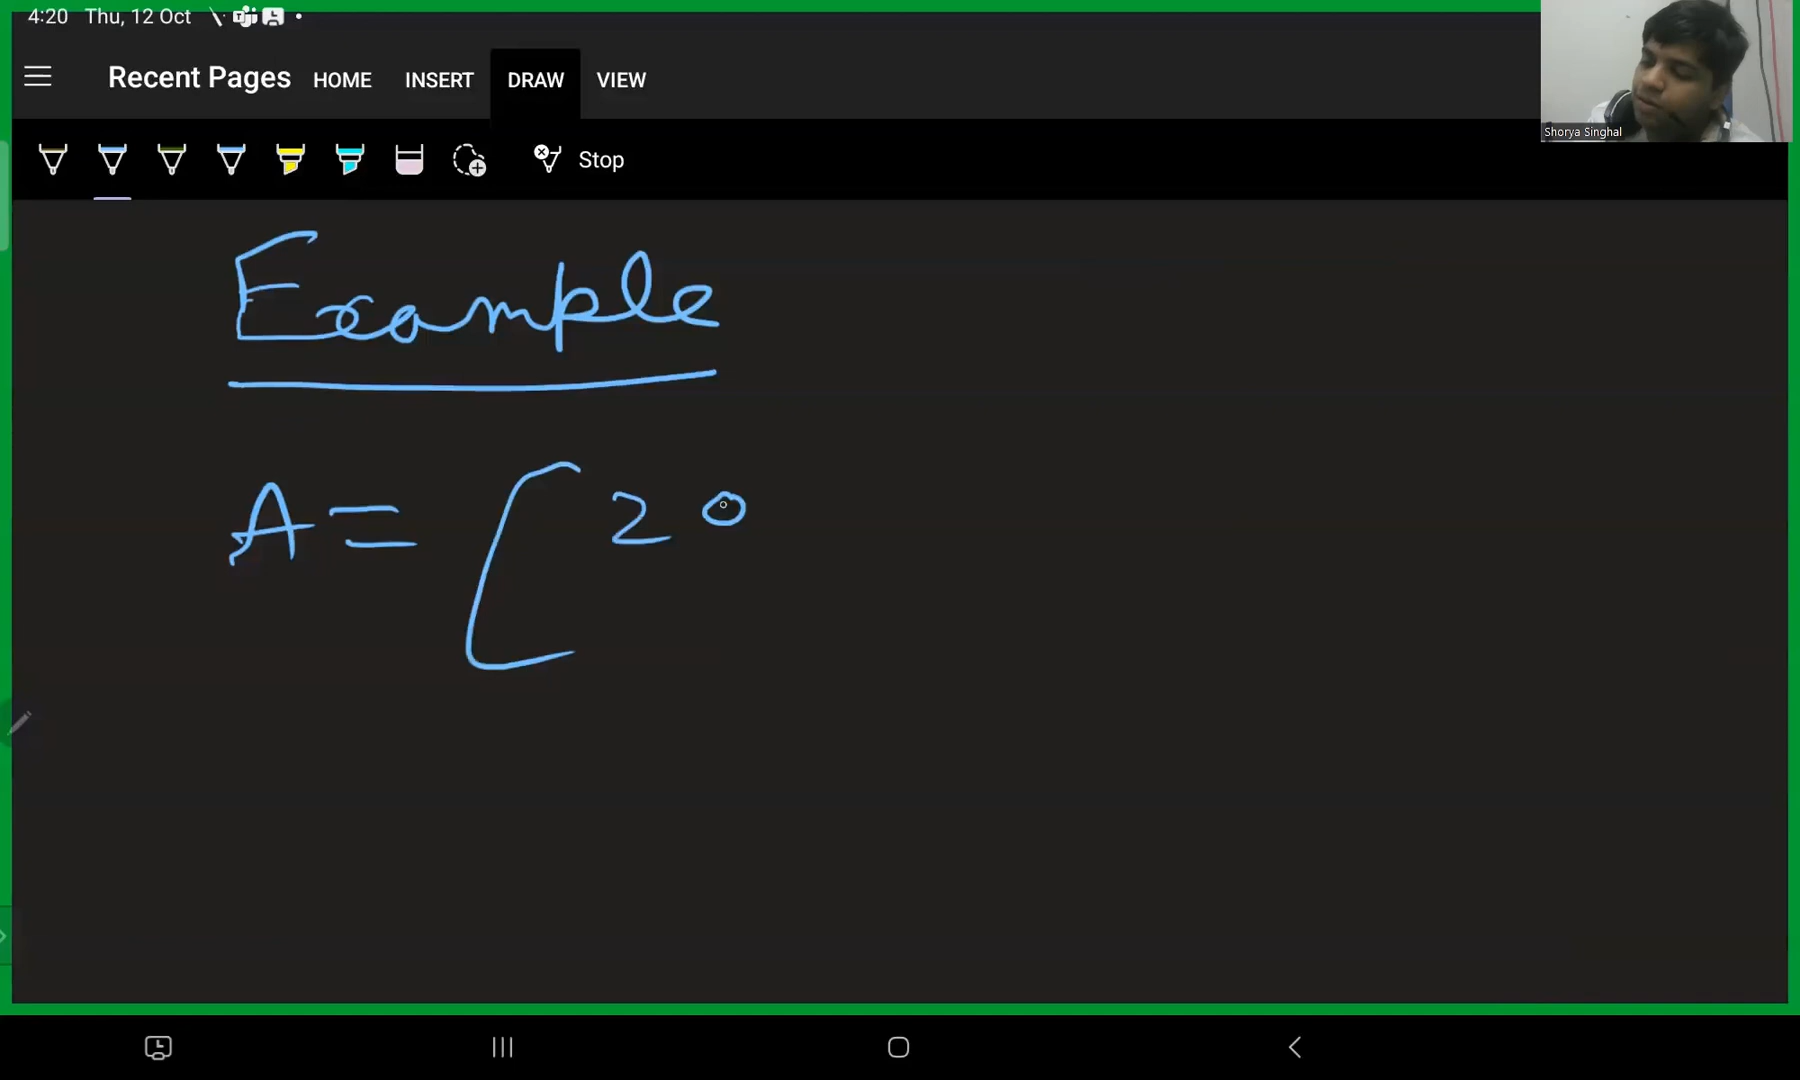 4:20 Thu, 12 Oct
Recent Pages HOME INSERT DRAW VIEW
Shorya Singhal
Stop
Example
A = [ 2 0